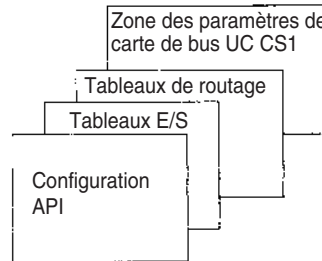 Zone des paramètres de
carte de bus UC CS1
Tableaux de routage
Tableaux E/S
Configuration
API